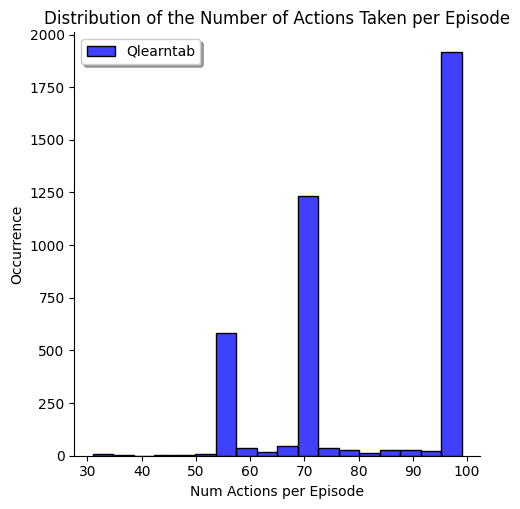 Distribution of the Number of Actions Taken per Episode
Qlearntab
2000
1750
1500
1250
1000
750
500
250
0
Occurrence
30 40 50 60 70 80 90 100
Num Actions per Episode